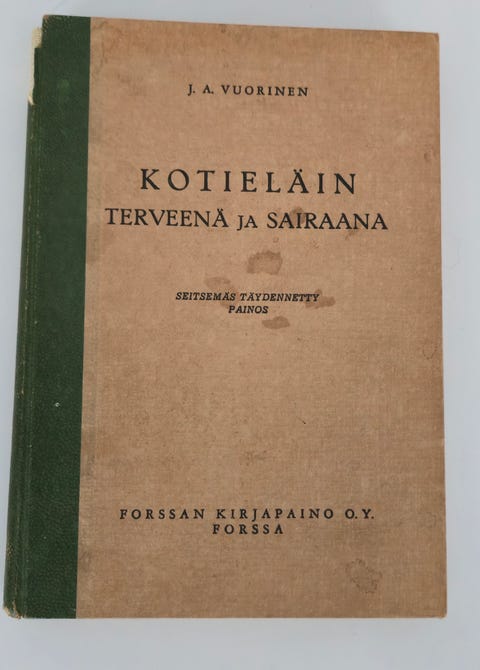 J. A. VUORINEN
KOTIELÄIN
TERVEENÄ JA SAIRAANA
SEITSEMÄS TÄYDENNETTY
PAINOS
FORSSAN KIRJAPAINO O.Y.
FORSSA